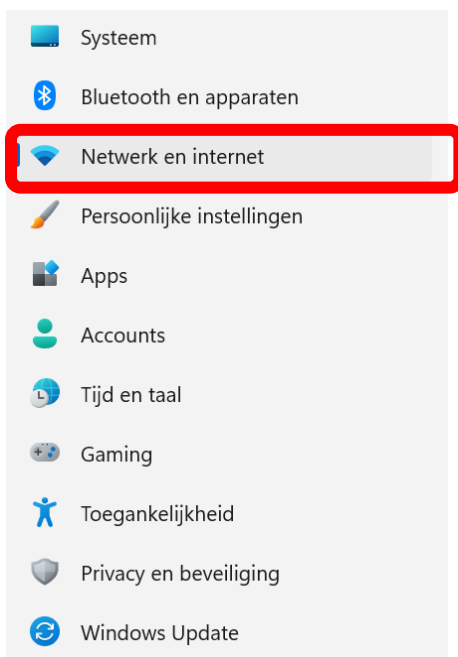 Systeem
Bluetooth en apparaten
Netwerk en internet
Persoonlijke instellingen
Apps
Accounts
Tijd en taal
Gaming
Toegankelijkheid
Privacy en beveiliging
Windows Update